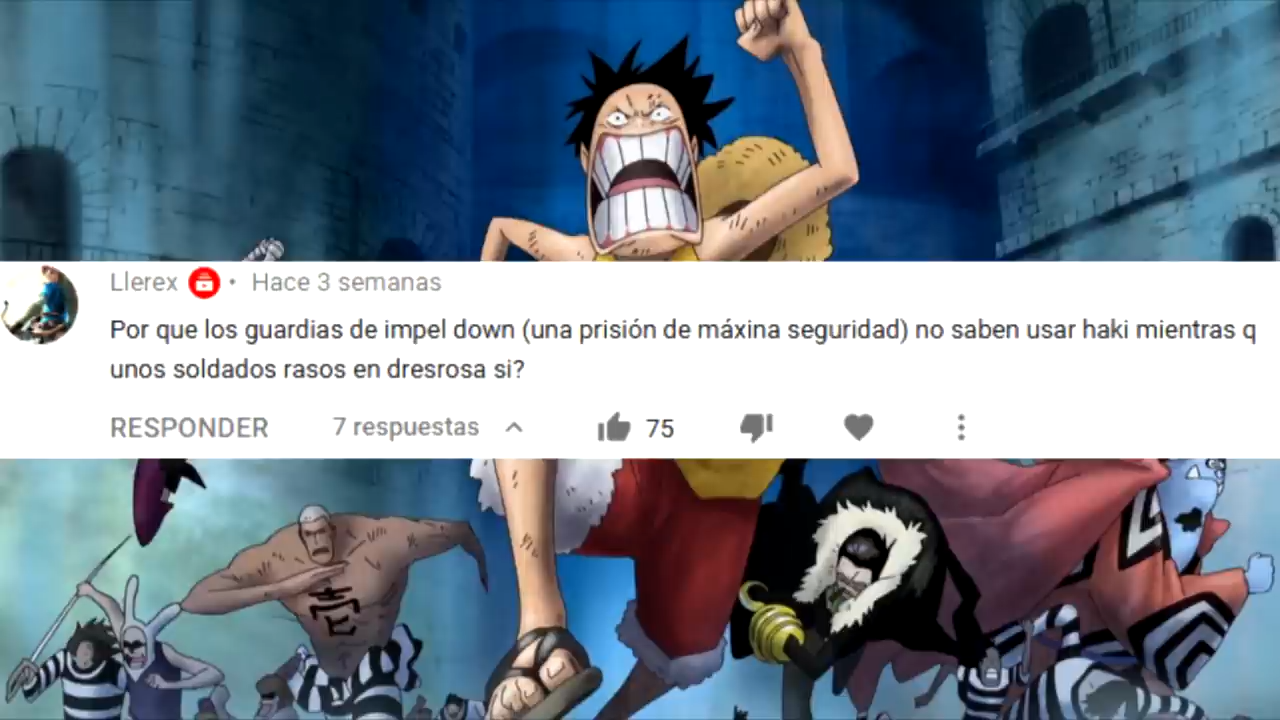 Llerex • Hace 3 semanas
Por que los guardias de impel down (una prisión de máxina seguridad) no saben usar haki mientras q
unos soldados rasos en dresrosa si?
RESPONDER 7 respuestas 75